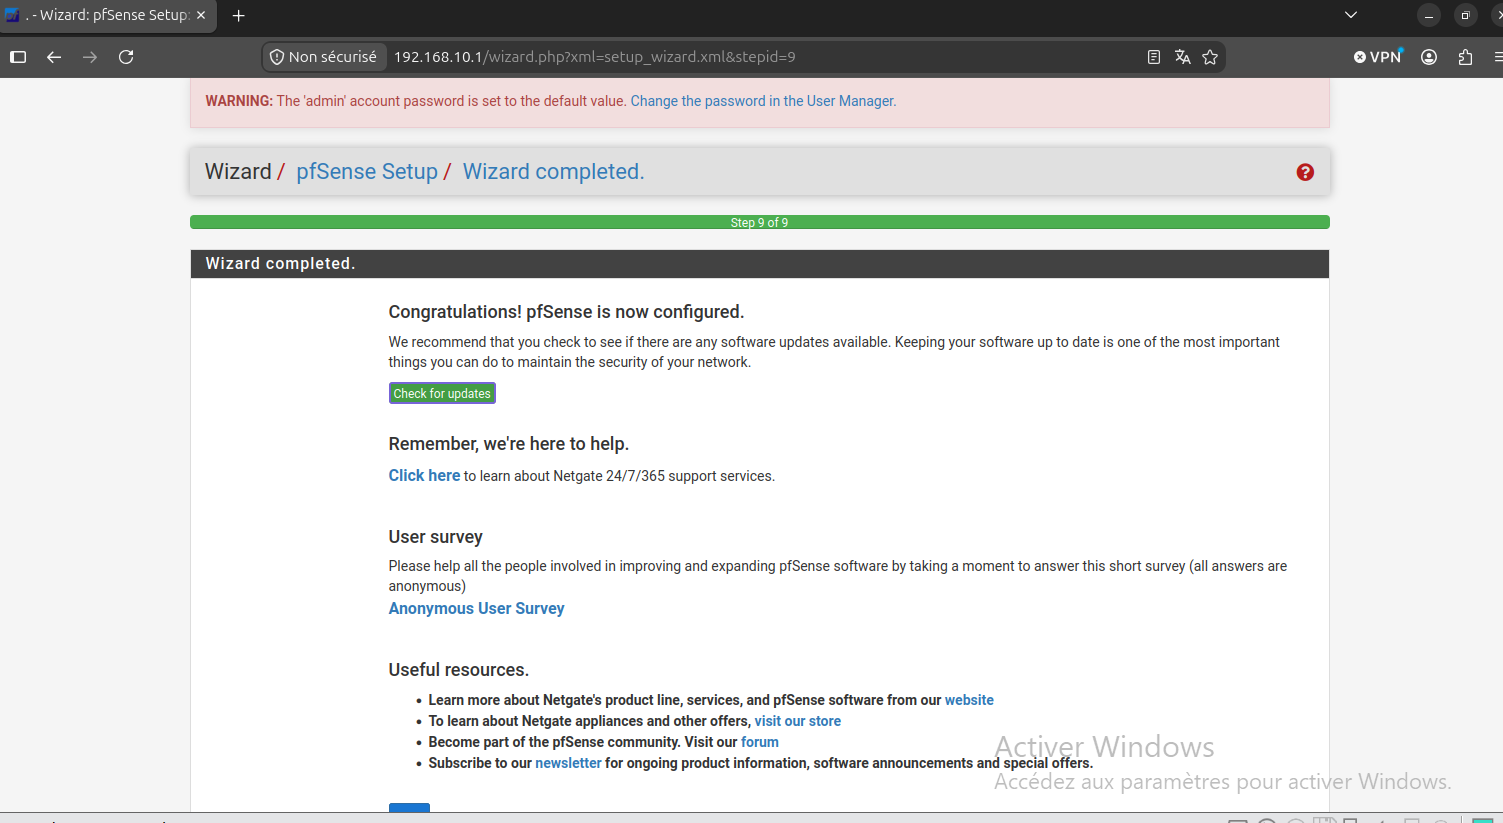 . - Wizard: pfSense Setup:
VPN
Non sécurisé
192.168.10.1/wizard.php?xml=setup_wizard.xml&stepid=9
WARNING: The 'admin' account password is set to the default value. Change the password in the User Manager.
Wizard / pfSense Setup / Wizard completed.
Step 9 of 9
Wizard completed.
Congratulations! pfSense is now configured.
We recommend that you check to see if there are any software updates available. Keeping your software up to date is one of the most important
things you can do to maintain the security of your network.
Check for updates
Remember, we're here to help.
Click here to learn about Netgate 24/7/365 support services.
User survey
Please help all the people involved in improving and expanding pfSense software by taking a moment to answer this short survey (all answers are
anonymous)
Anonymous User Survey
Useful resources.
• Learn more about Netgate's product line, services, and pfSense software from our website
• To learn about Netgate appliances and other offers, visit our store
• Become part of the pfSense community. Visit our forum
• Subscribe to our newsletter for ongoing product information, software announcements and special offers.
Activer Windows
Accédez aux paramètres pour activer Windows.